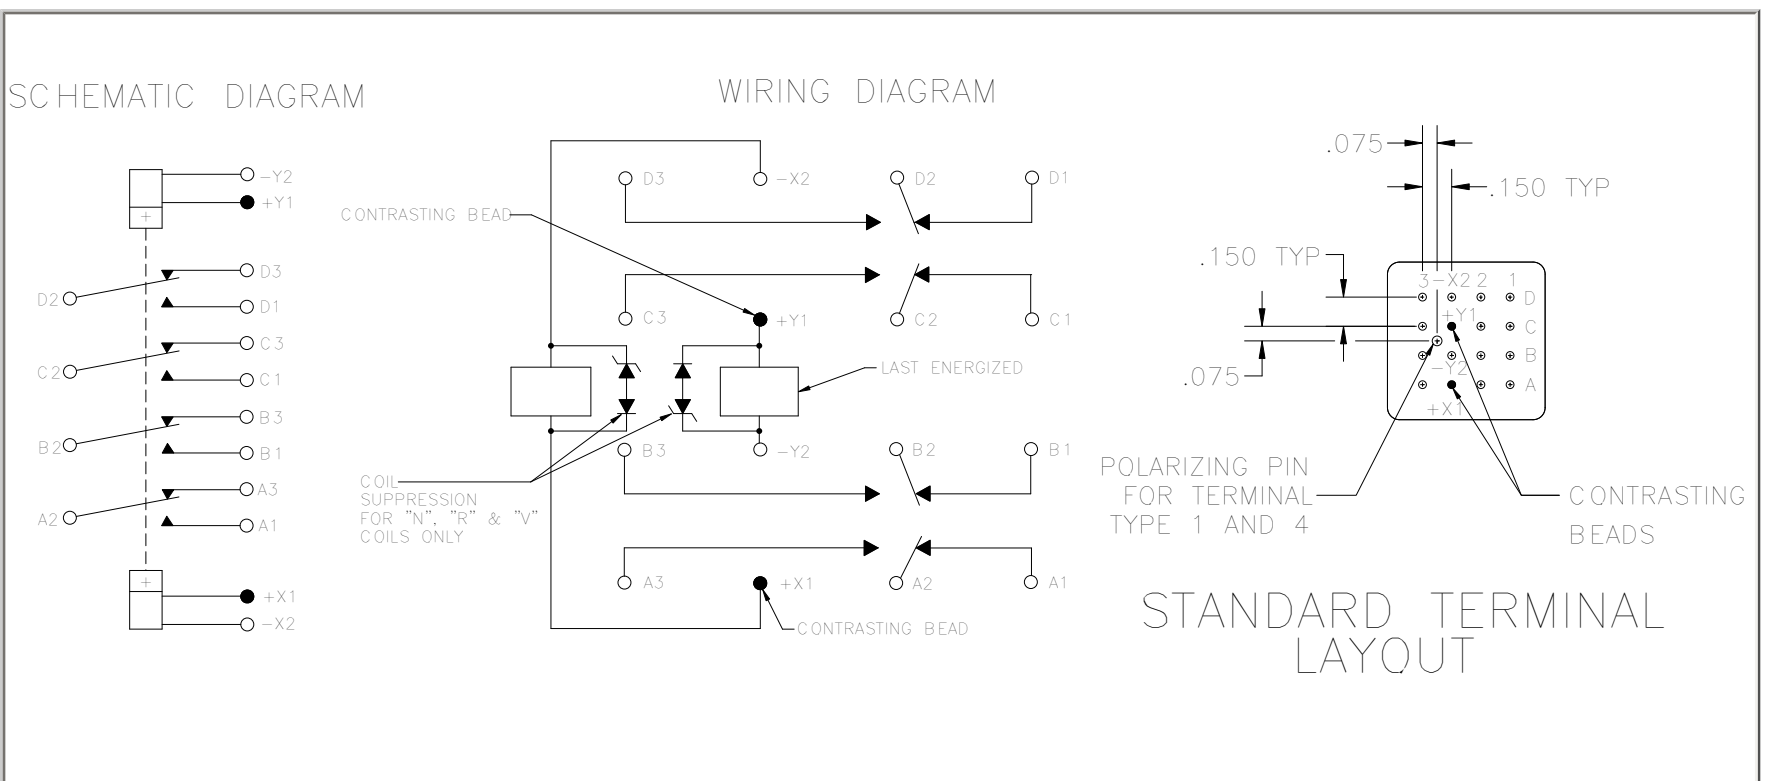 SCHEMATIC DIAGRAM
-Y2
+Y1
+
D3
D2
D1
C3
C2
C1
B3
B2
B1
A3
A2
A1
+
+X1
-X2
WIRING DIAGRAM
D3
-X2
D2
D1
CONTRASTING BEAD
C3
+Y1
C2
C1
LAST ENERGIZED
B3
-Y2
B2
B1
COIL
SUPPRESSION
FOR "N", "R" & "V"
COILS ONLY
A3
+X1
A2
A1
CONTRASTING BEAD
.075
.150 TYP
.150 TYP
3 -X2 2 1
D
+Y1
C
B
-Y2
A
+X1
.075
POLARIZING PIN
FOR TERMINAL
TYPE 1 AND 4
CONTRASTING
BEADS
STANDARD TERMINAL
LAYOUT